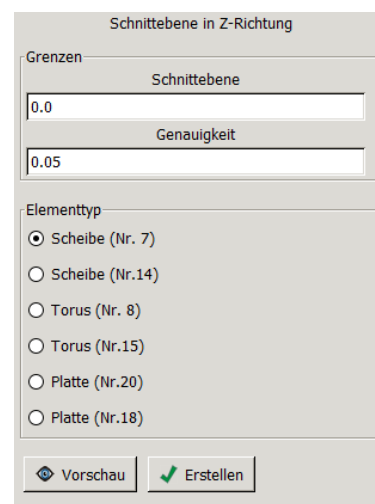 Schnittebene in Z-Richtung
Grenzen
Schnittebene
0.0
Genauigkeit
0.05
Elementtyp
Scheibe (Nr. 7)
Scheibe (Nr.14)
Torus (Nr. 8)
Torus (Nr.15)
Platte (Nr.20)
Platte (Nr.18)
Vorschau Erstellen